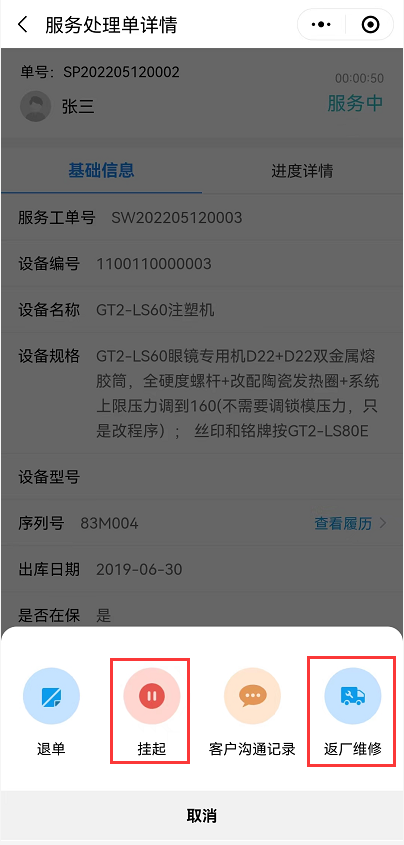 服务处理单详情
单号：SP202205120002
00:00:50
张三
服务中
基础信息 进度详情
服务工单号 SW202205120003
设备编号 1100110000003
设备名称 GT2-LS60注塑机
设备规格 GT2-LS60眼镜专用机D22+D22双金属熔
胶筒，全硬度螺杆+改配陶瓷发热圈+系统
上限压力调到160(不需要调锁模压力，只
是改程序）； 丝印和铭牌按GT2-LS80E
设备型号
序列号 83M004 查看履历
出库日期 2019-06-30
是否在保 是
退单 挂起 客户沟通记录 返厂维修
取消